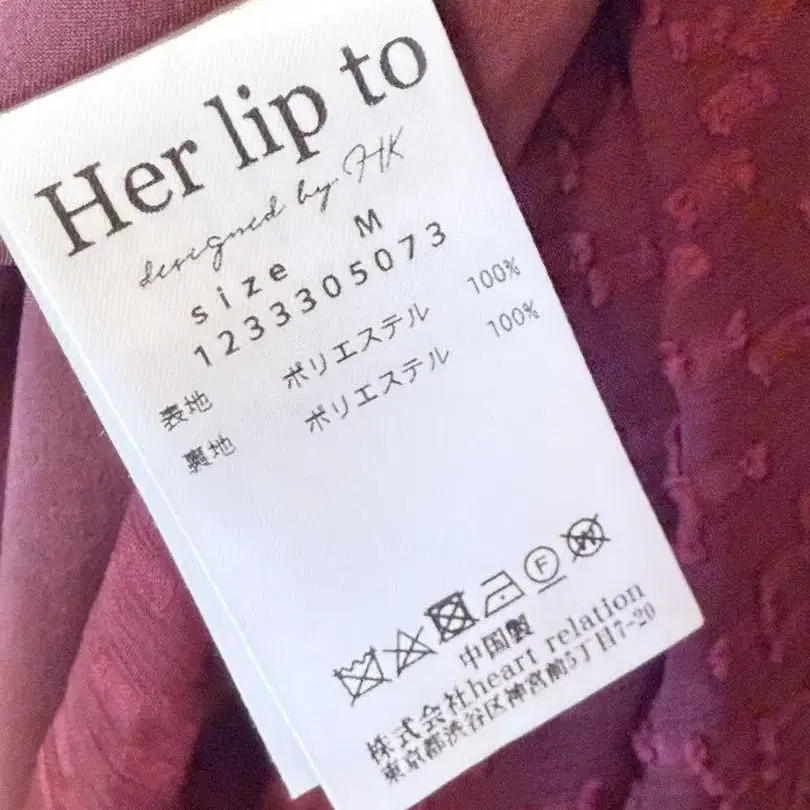 Her lip to
designed by HK
size M
1233305073
表地 ポリエステル 100%
裏地 ポリエステル 100%
F W
中国製
株式会社heart relation
東京都渋谷区神宮前5丁目7-20